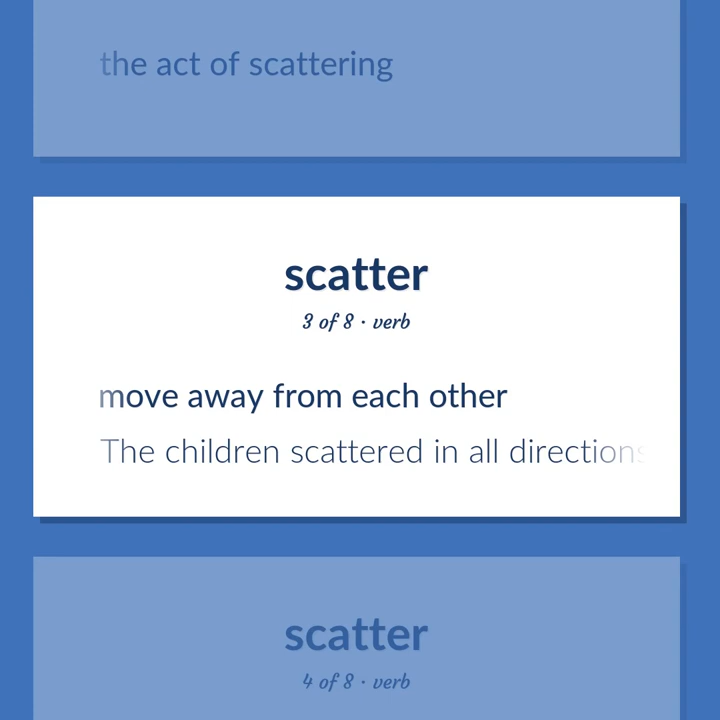 the act of scattering
scatter
3 of 8 · verb
move away from each other
The children scattered in all directions
scatter
4 of 8 · verb